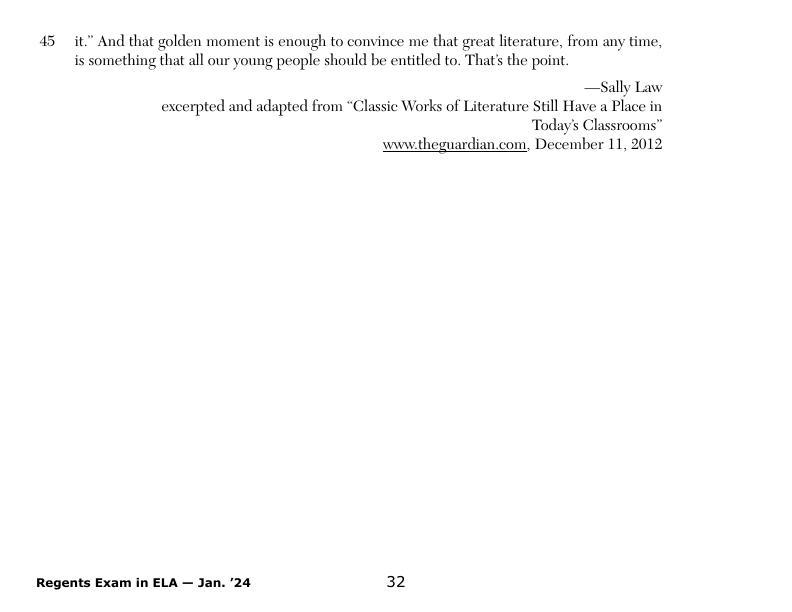 45 it.” And that golden moment is enough to convince me that great literature, from any time,
is something that all our young people should be entitled to. That’s the point.
—Sally Law
excerpted and adapted from “Classic Works of Literature Still Have a Place in
Today’s Classrooms”
www.theguardian.com, December 11, 2012
Regents Exam in ELA — Jan. ’24 32